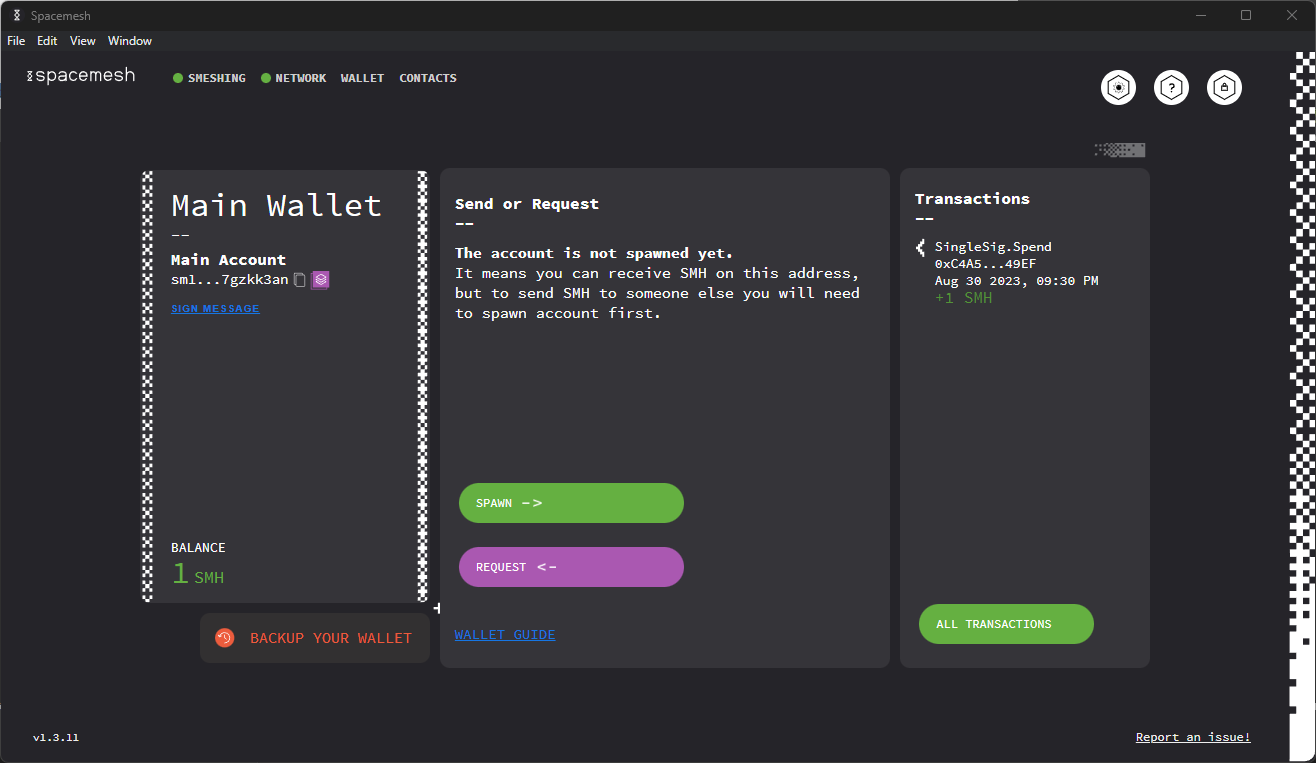 Spacemesh
File Edit View Window
spacemesh
SMESHING NETWORK WALLET CONTACTS
?
Main Wallet
--
Main Account
sm1...7gzkk3an
SIGN MESSAGE
BALANCE
1 SMH
BACKUP YOUR WALLET
Send or Request
--
The account is not spawned yet.
It means you can receive SMH on this address,
but to send SMH to someone else you will need
to spawn account first.
SPAWN ->
REQUEST <-
WALLET GUIDE
Transactions
--
SingleSig.Spend
0xC4A5...49EF
Aug 30 2023, 09:30 PM
+1 SMH
ALL TRANSACTIONS
v1.3.11
Report an issue!